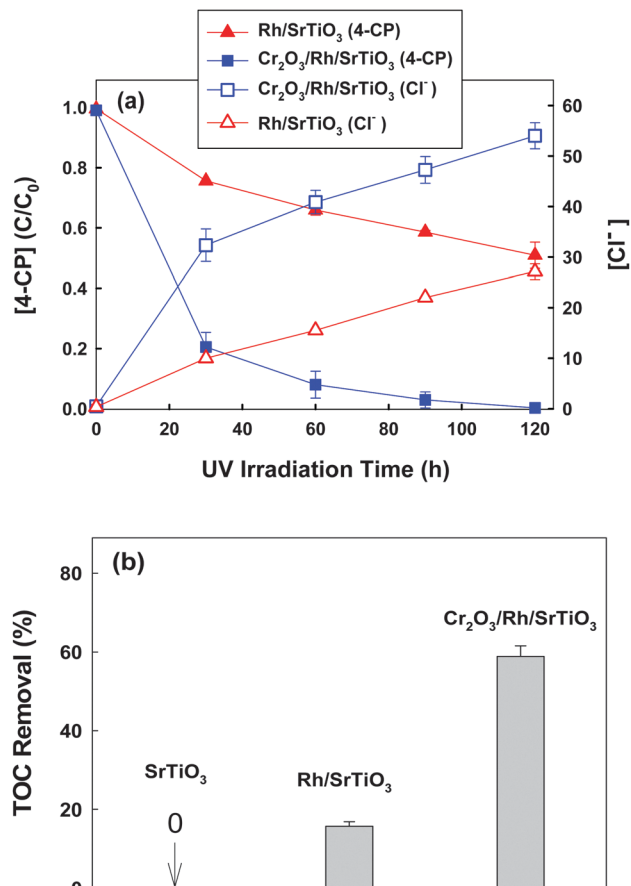 Rh/SrTiO₃ (4-CP)
Cr₂O₃/Rh/SrTiO₃ (4-CP)
Cr₂O₃/Rh/SrTiO₃ (Cl⁻)
Rh/SrTiO₃ (Cl⁻)
(a)
1.0
0.8
0.6
0.4
0.2
0.0
[4-CP] (C/C₀)
60
50
40
30
20
10
0
[Cl⁻]
0 20 40 60 80 100 120
UV Irradiation Time (h)
(b)
80
60
40
20
0
TOC Removal (%)
Cr₂O₃/Rh/SrTiO₃
SrTiO₃
Rh/SrTiO₃
0